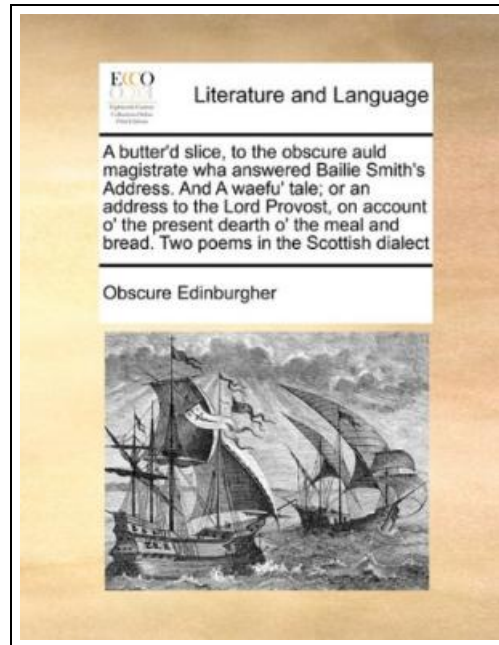 ECCO
Literature and Language
A butter'd slice, to the obscure auld
magistrate wha answered Bailie Smith's
Address. And A waefu' tale; or an
address to the Lord Provost, on account
o' the present dearth o' the meal and
bread. Two poems in the Scottish dialect
Obscure Edinburgher